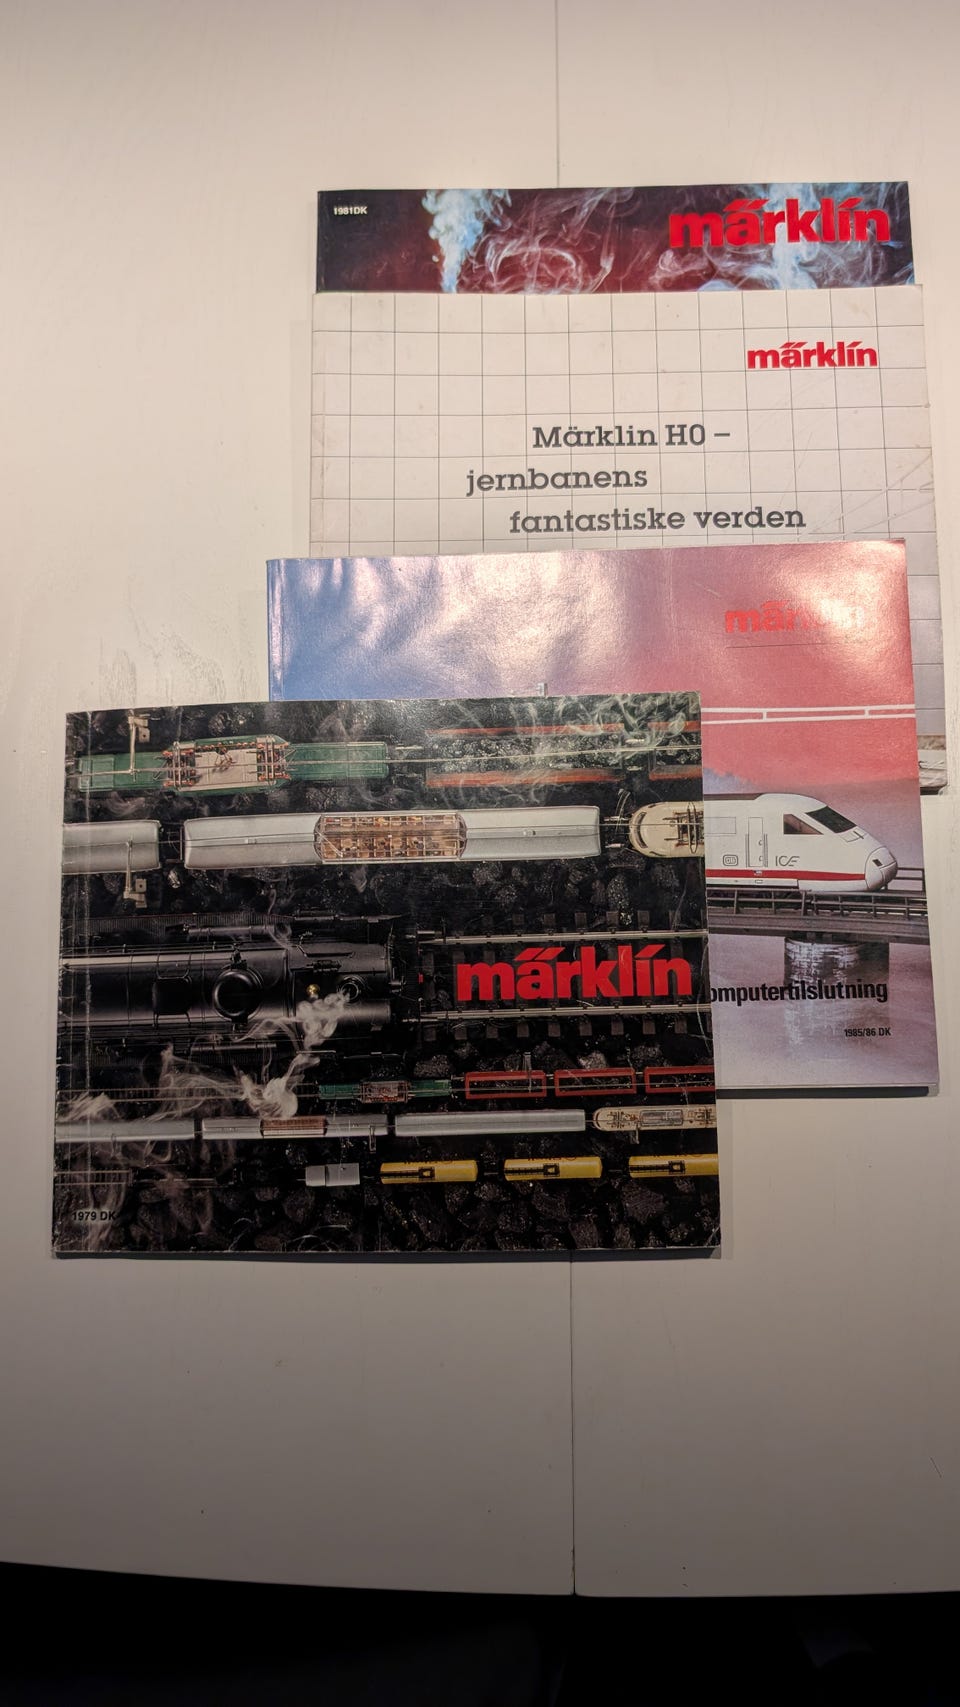 1981DK
märklin
märklin
Märklin H0 –
jernbanens
fantastiske verden
märklin
ICE
omputertilslutning
1985/86 DK
märklin
1979 DK